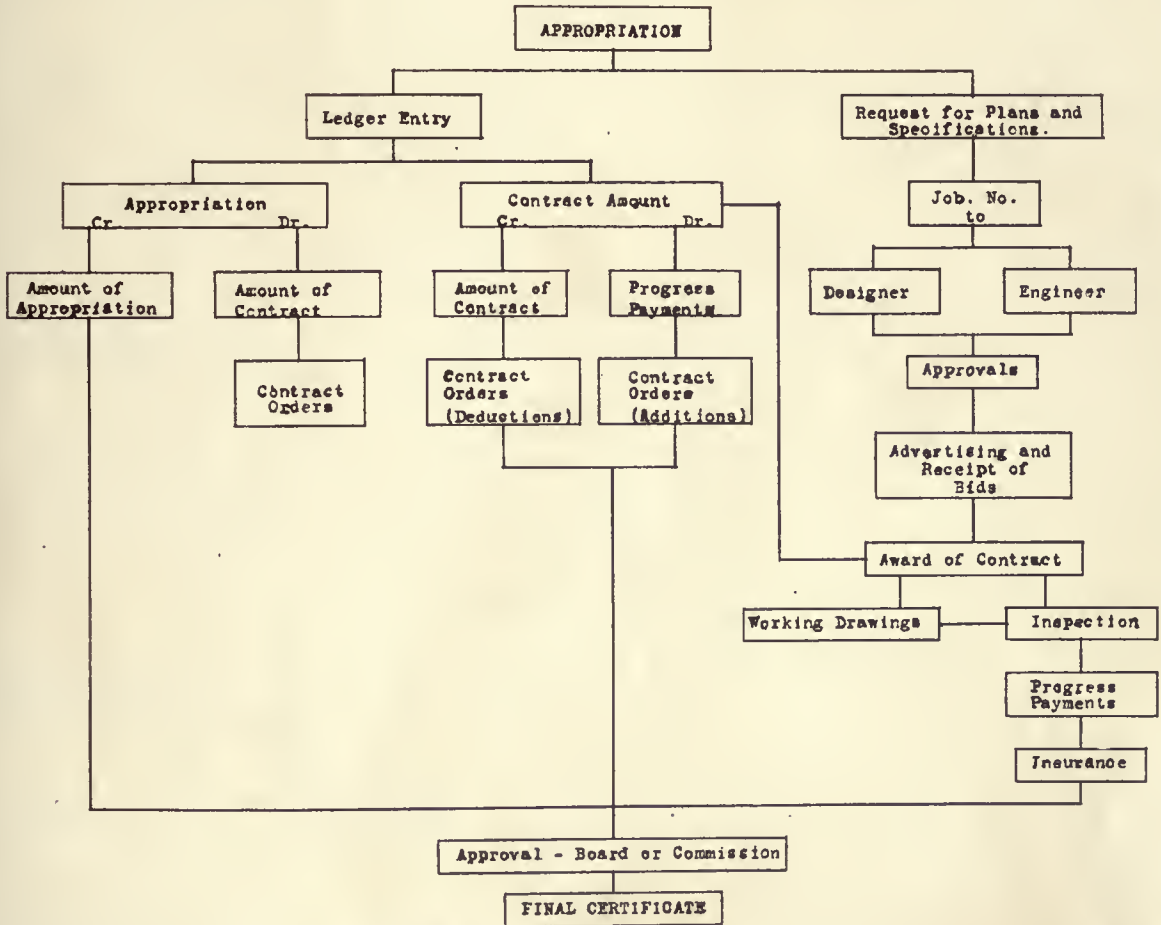 APPROPRIATION
Ledger Entry
Request for Plans and
Specifications.
Appropriation
Cr. Dr.
Contract Amount
Cr. Dr.
Job. No.
to
Amount of
Appropriation
Amount of
Contract
Amount of
Contract
Progress
Payments
Designer
Engineer
Contract
Orders
Contract
Orders
(Deductions)
Contract
Orders
(Additions)
Approvals
Advertising and
Receipt of
Bids
Award of Contract
Working Drawings
Inspection
Progress
Payments
Insurance
Approval - Board or Commission
FINAL CERTIFICATE